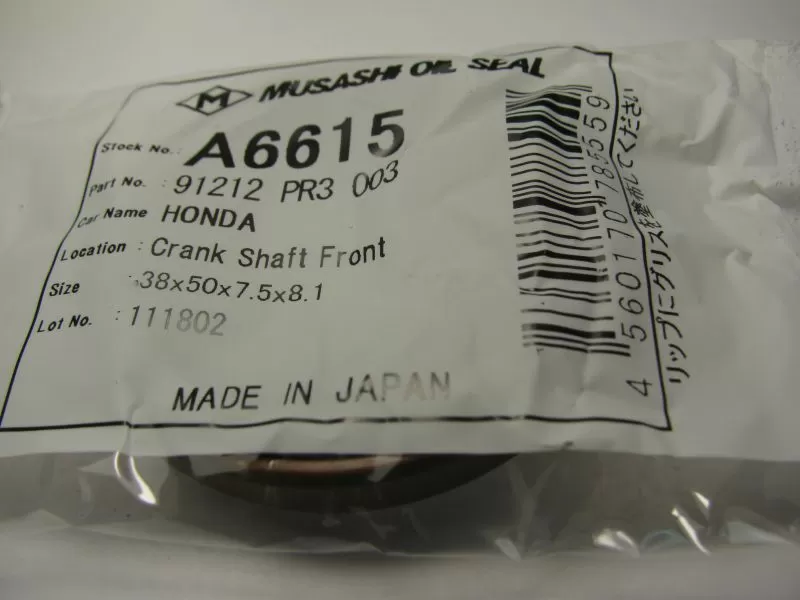 M MUSASHI OIL SEAL
Stock No. : A6615
Part No. : 91212 PR3 003
Car Name HONDA
Location : Crank Shaft Front
Size :38x50x7.5x8.1
Lot No. : 111802
MADE IN JAPAN
4 560170 785559
リップにグリスを塗布してください